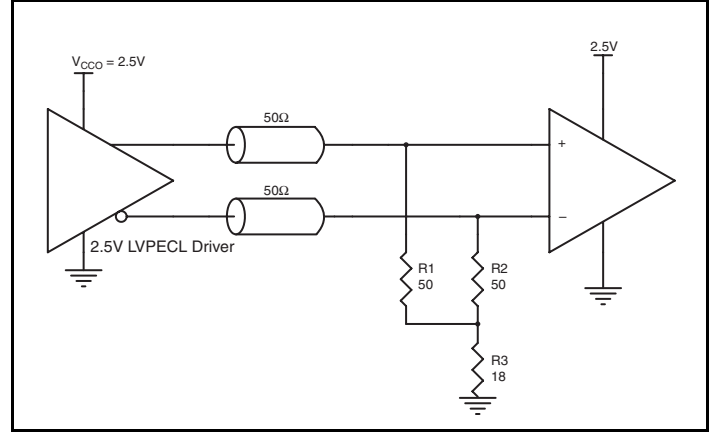 V_CCO = 2.5V
2.5V
50Ω
+
50Ω
−
2.5V LVPECL Driver
R1
50
R2
50
R3
18